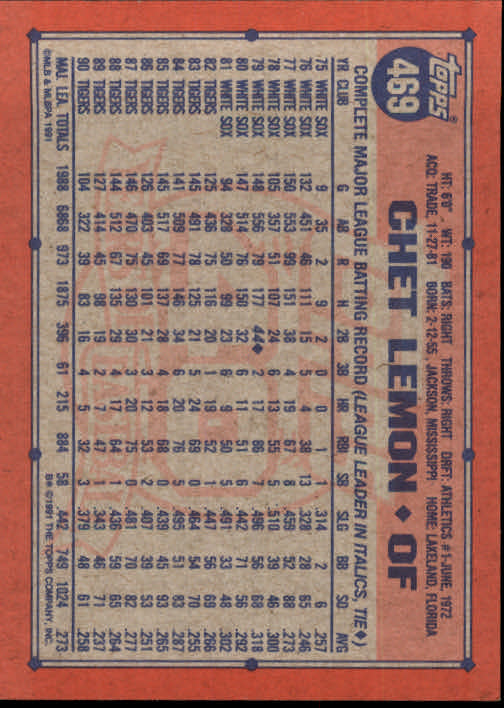 TOPPS®
469
HT: 6'0" WT: 190 BATS: RIGHT THROWS: RIGHT DRFT: ATHLETICS #1-JUNE, 1972
ACQ: TRADE, 11-27-81 BORN: 2-12-55, JACKSON, MISSISSIPPI HOME: LAKELAND, FLORIDA
CHET LEMON ◆ OF
COMPLETE MAJOR LEAGUE BATTING RECORD (LEAGUE LEADER IN ITALICS, TIE ◆)
YR CLUB G AB R H 2B 3B HR RBI SB SLG BB SO AVG
75 WHITE SOX 9 35 2 9 2 0 0 1 1 .314 2 6 .257
76 WHITE SOX 132 451 46 111 15 5 4 38 13 .328 28 65 .246
77 WHITE SOX 150 553 99 151 38 4 19 67 8 .459 52 88 .273
78 WHITE SOX 105 357 51 107 24 6 13 55 5 .510 39 46 .300
79 WHITE SOX 148 556 79 177 44◆ 2 17 86 7 .496 56 68 .318
80 WHITE SOX 147 514 76 150 32 6 11 51 6 .442 71 56 .292
81 WHITE SOX 94 328 50 99 23 6 9 50 5 .491 33 48 .302
82 TIGERS 125 436 75 116 20 1 19 52 1 .447 56 69 .266
83 TIGERS 145 491 78 125 21 5 24 69 0 .464 54 70 .255
84 TIGERS 141 509 77 146 34 6 20 76 5 .495 51 83 .287
85 TIGERS 145 517 69 137 28 4 18 68 0 .439 45 93 .265
86 TIGERS 126 403 45 101 21 3 12 53 2 .407 39 53 .251
87 TIGERS 146 470 75 130 30 3 20 75 0 .481 70 82 .277
88 TIGERS 144 512 67 135 29 4 17 64 1 .436 59 65 .264
89 TIGERS 127 414 45 98 19 2 7 47 1 .343 46 71 .237
90 TIGERS 104 322 39 83 16 4 5 32 3 .379 48 61 .258
MAJ. LEA. TOTALS 1988 6868 973 1875 396 61 215 884 58 .442 749 1024 .273
©MLB & MLBPA 1991
B* ©1991 THE TOPPS COMPANY, INC.